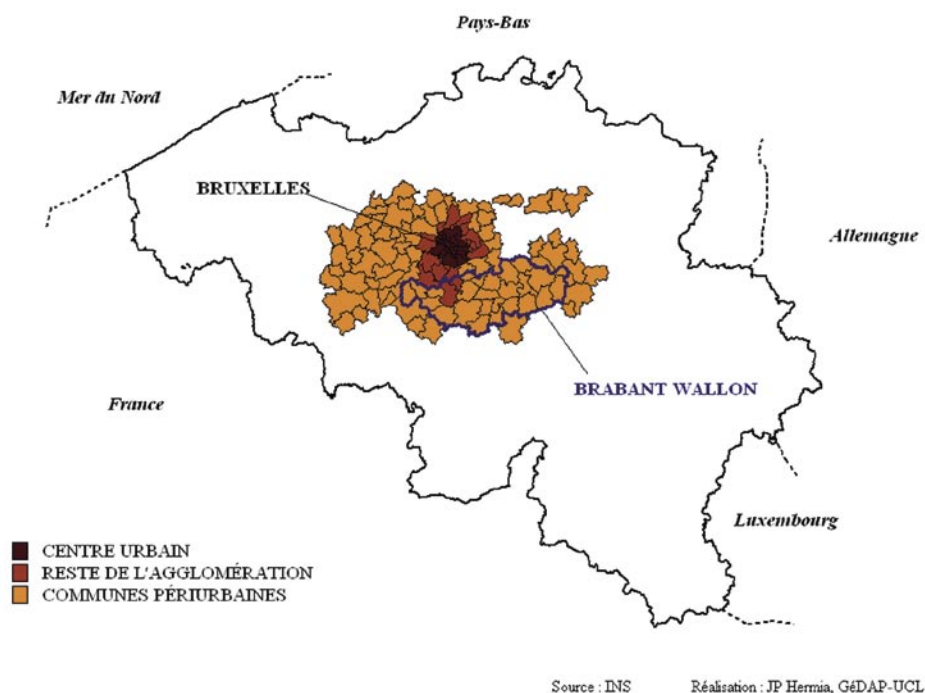 Pays-Bas
Mer du Nord
BRUXELLES
Allemagne
BRABANT WALLON
France
Luxembourg
CENTRE URBAIN
RESTE DE L'AGGLOMÉRATION
COMMUNES PÉRIURBAINES
Source : INS Réalisation : JP Hermia, GéDAP-UCL